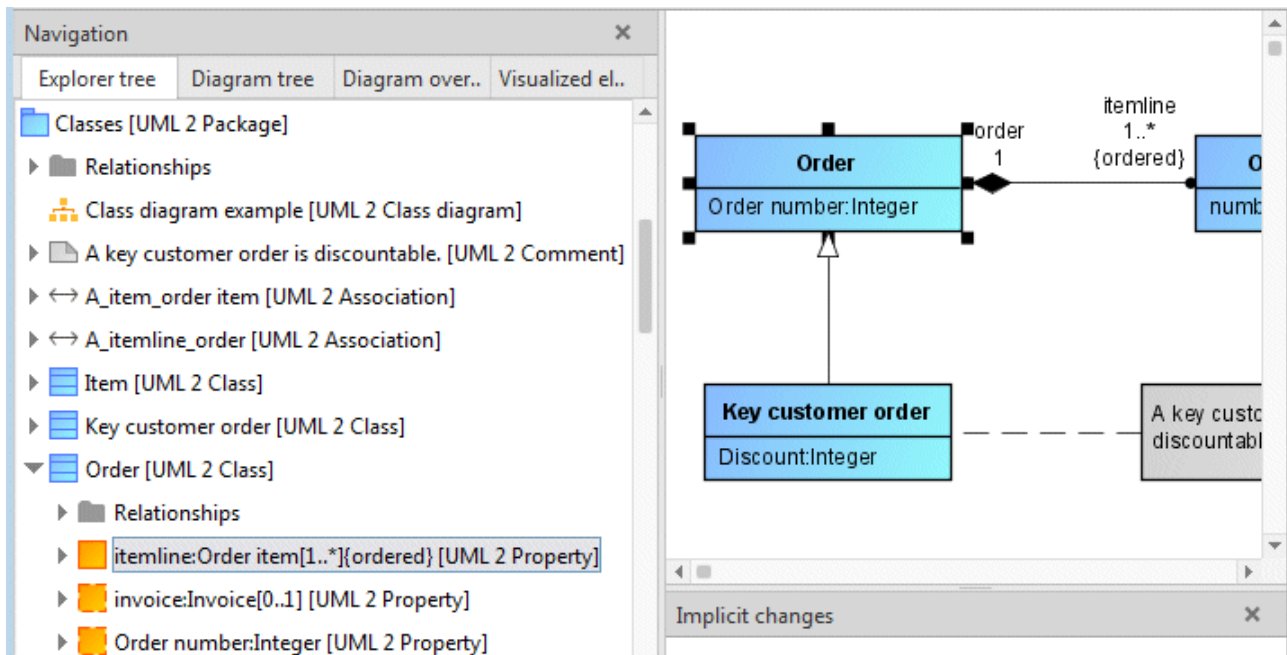 Navigation
Explorer tree
Diagram tree
Diagram over..
Visualized el..
Classes [UML 2 Package]
Relationships
Class diagram example [UML 2 Class diagram]
A key customer order is discountable. [UML 2 Comment]
A_item_order item [UML 2 Association]
A_itemline_order [UML 2 Association]
Item [UML 2 Class]
Key customer order [UML 2 Class]
Order [UML 2 Class]
Relationships
itemline:Order item[1..*]{ordered} [UML 2 Property]
invoice:Invoice[0..1] [UML 2 Property]
Order number:Integer [UML 2 Property]
Order
Order number:Integer
order
1
itemline
1..*
{ordered}
O
numb
Key customer order
Discount:Integer
A key custo
discountabl
Implicit changes